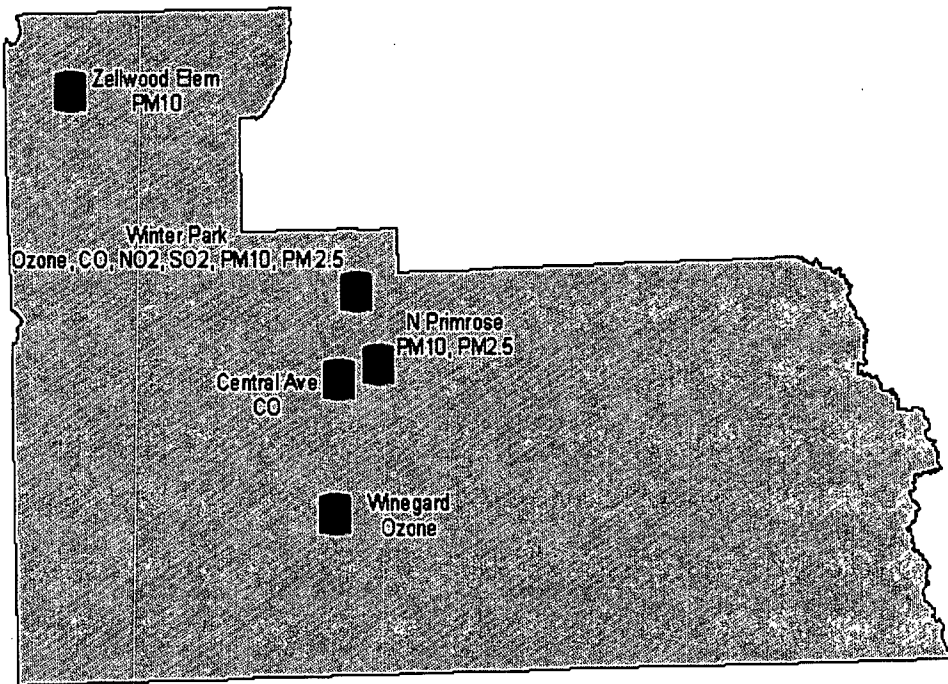 Zellwood Elem
PM10
Winter Park
Ozone, CO, NO2, SO2, PM10, PM2.5
N Primrose
PM10, PM2.5
Central Ave
CO
Winegard
Ozone